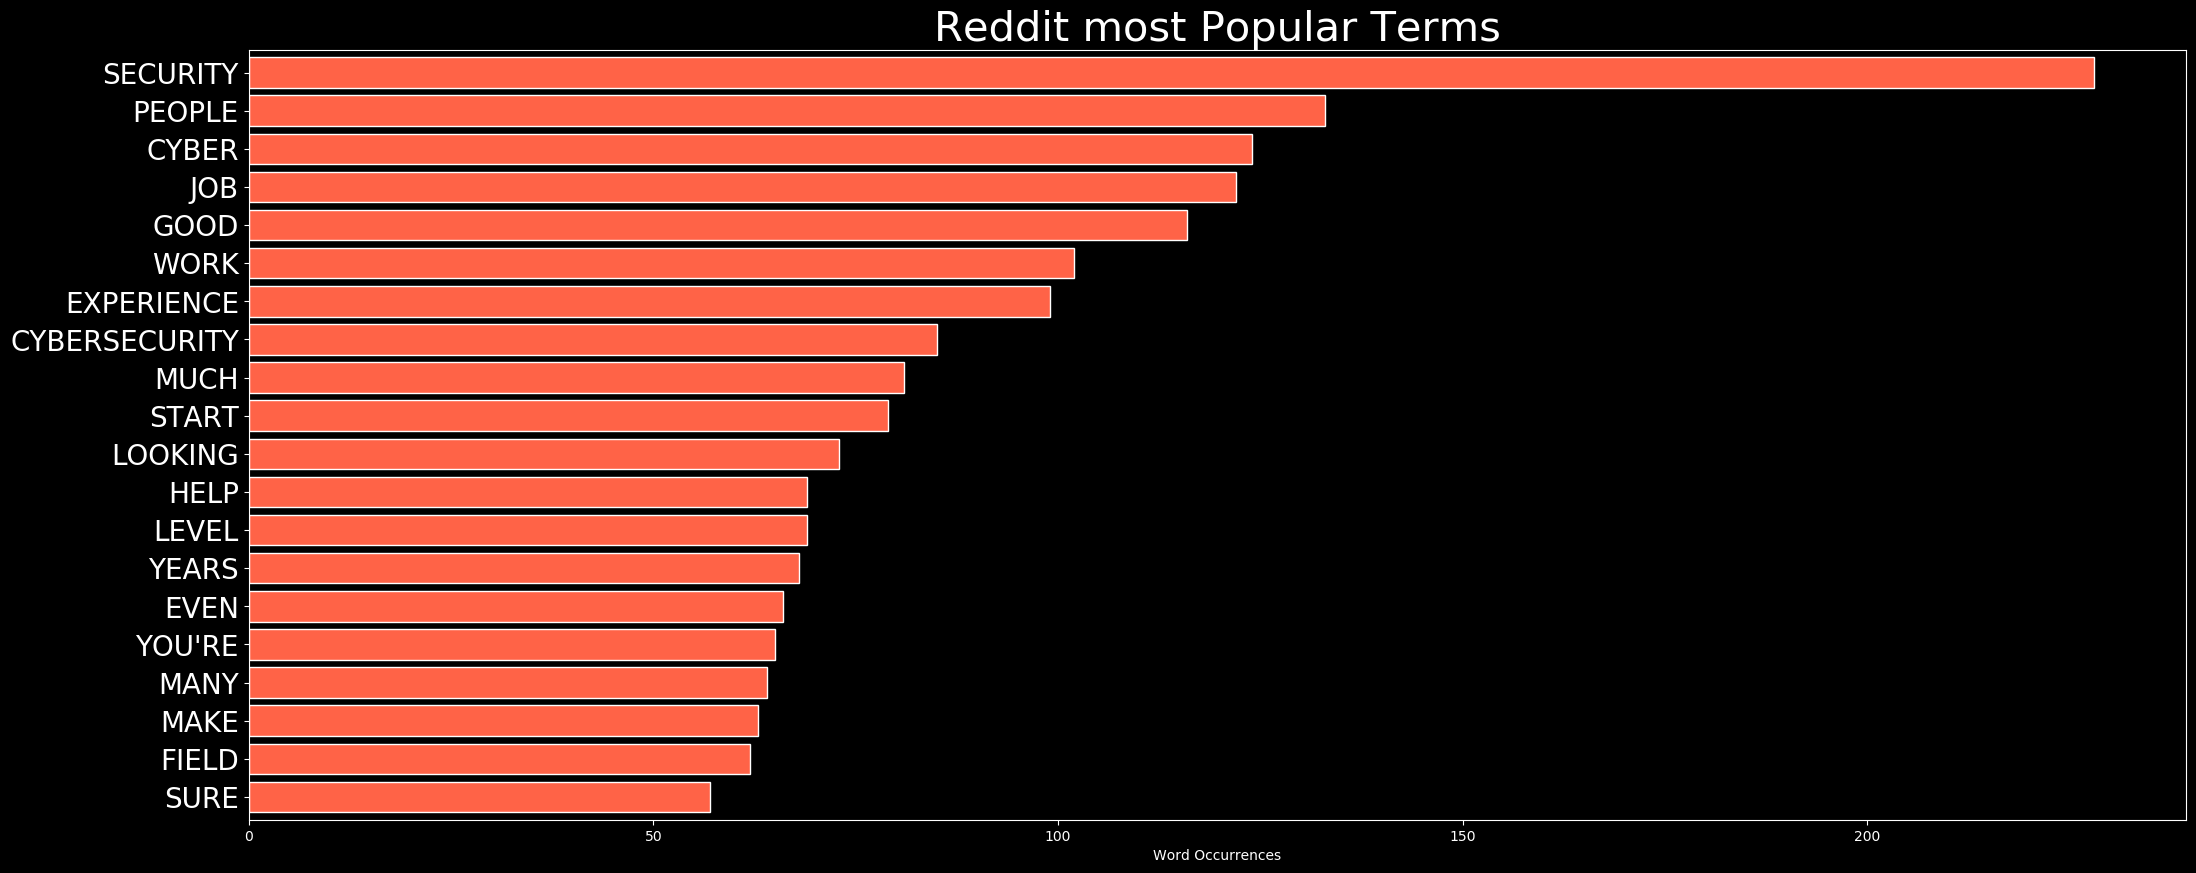 Reddit most Popular Terms
SECURITY
PEOPLE
CYBER
JOB
GOOD
WORK
EXPERIENCE
CYBERSECURITY
MUCH
START
LOOKING
HELP
LEVEL
YEARS
EVEN
YOU'RE
MANY
MAKE
FIELD
SURE
0 50 100 150 200
Word Occurrences